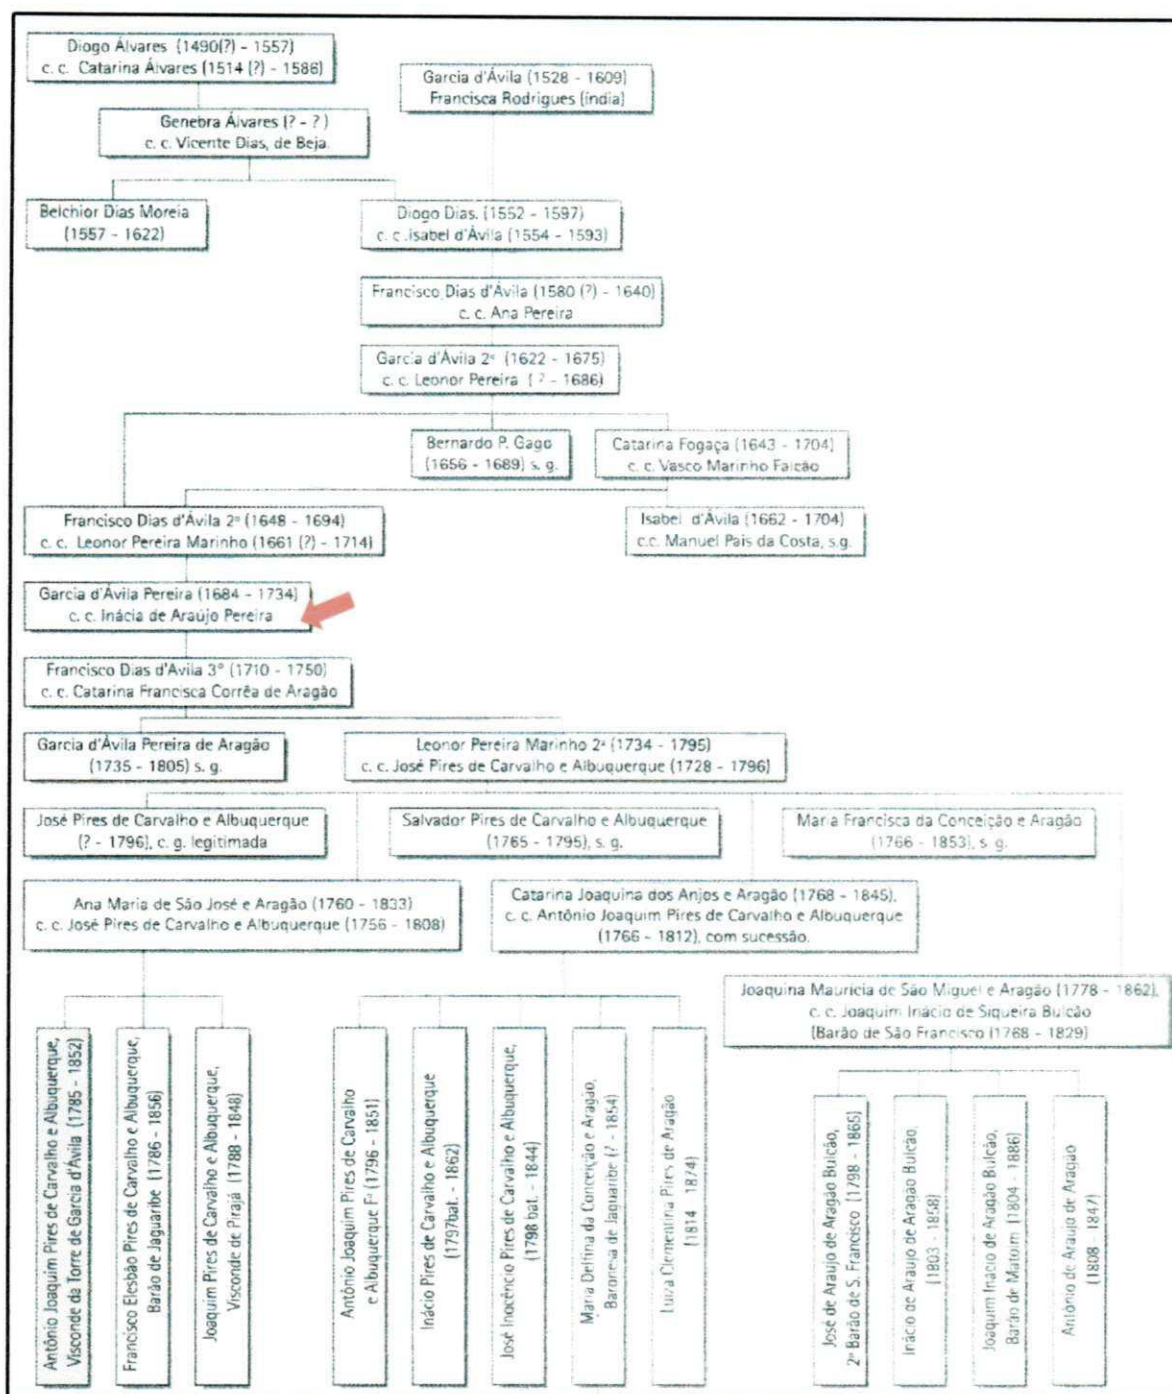 Diogo Álvares (1490(?) - 1557)
c. c. Catarina Álvares (1514 (?) - 1586)
Garcia d'Ávila (1528 - 1609)
Francisca Rodrigues (índia)
Genebra Álvares (? - ? )
c. c. Vicente Dias, de Beja.
Belchior Dias Moreia
(1557 - 1622)
Diogo Dias. (1552 - 1597)
c. c .Isabel d'Ávila (1554 - 1593)
Francisco Dias d'Ávila (1580 (?) - 1640)
c. c. Ana Pereira
Garcia d'Ávila 2º (1622 - 1675)
c. c. Leonor Pereira ( ? - 1686)
Bernardo P. Gago
(1656 - 1689) s. g.
Catarina Fogaça (1643 - 1704)
c. c. Vasco Marinho Falcão
Francisco Dias d'Ávila 2º (1648 - 1694)
c. c. Leonor Pereira Marinho (1661 (?) - 1714)
Isabel d'Ávila (1662 - 1704)
c.c. Manuel Pais da Costa, s.g.
Garcia d'Ávila Pereira (1684 - 1734)
c. c. Inácia de Araújo Pereira
Francisco Dias d'Avila 3º (1710 - 1750)
c. c. Catarina Francisca Corrêa de Aragão
Garcia d'Ávila Pereira de Aragão
(1735 - 1805) s. g.
Leonor Pereira Marinho 2ª (1734 - 1795)
c. c. José Pires de Carvalho e Albuquerque (1728 - 1796)
José Pires de Carvalho e Albuquerque
(? - 1796), c. g. legitimada
Salvador Pires de Carvalho e Albuquerque
(1765 - 1795), s. g.
Maria Francisca da Conceição e Aragão
(1766 - 1853), s. g.
Ana Maria de São José e Aragão (1760 - 1833)
c. c. José Pires de Carvalho e Albuquerque (1756 - 1808)
Catarina Joaquina dos Anjos e Aragão (1768 - 1845),
c. c. Antônio Joaquim Pires de Carvalho e Albuquerque
(1766 - 1812), com sucessão.
Joaquina Maurícia de São Miguel e Aragão (1778 - 1862),
c. c. Joaquim Inácio de Siqueira Bulcão
(Barão de São Francisco (1768 - 1829)
Antônio Joaquim Pires de Carvalho e Albuquerque,
Visconde da Torre de Garcia d'Ávila (1785 - 1852)
Francisco Elesbão Pires de Carvalho e Albuquerque,
Barão de Jaguaribe (1786 - 1856)
Joaquim Pires de Carvalho e Albuquerque,
Visconde de Pirajá (1788 - 1848)
Antônio Joaquim Pires de Carvalho
e Albuquerque Fº (1796 - 1851)
Inácio Pires de Carvalho e Albuquerque
(1797bat. - 1862)
José Inocêncio Pires de Carvalho e Albuquerque,
(1798 bat. - 1844)
Maria Delfina da Conceição e Aragão,
Baronesa de Jaguaribe (? - 1854)
Luiza Clementina Pires de Aragão
(1814 1874)
José de Araujo de Aragão Bulcão,
2º Barão de S. Francisco (1798 - 1865)
Inácio de Araujo de Aragão Bulcão,
(1803 - 1858)
Joaquim Inácio de Aragão Bulcão,
Barão de Matoim (1804 - 1886)
Antônio de Araujo de Aragão
(1808 - 1847)